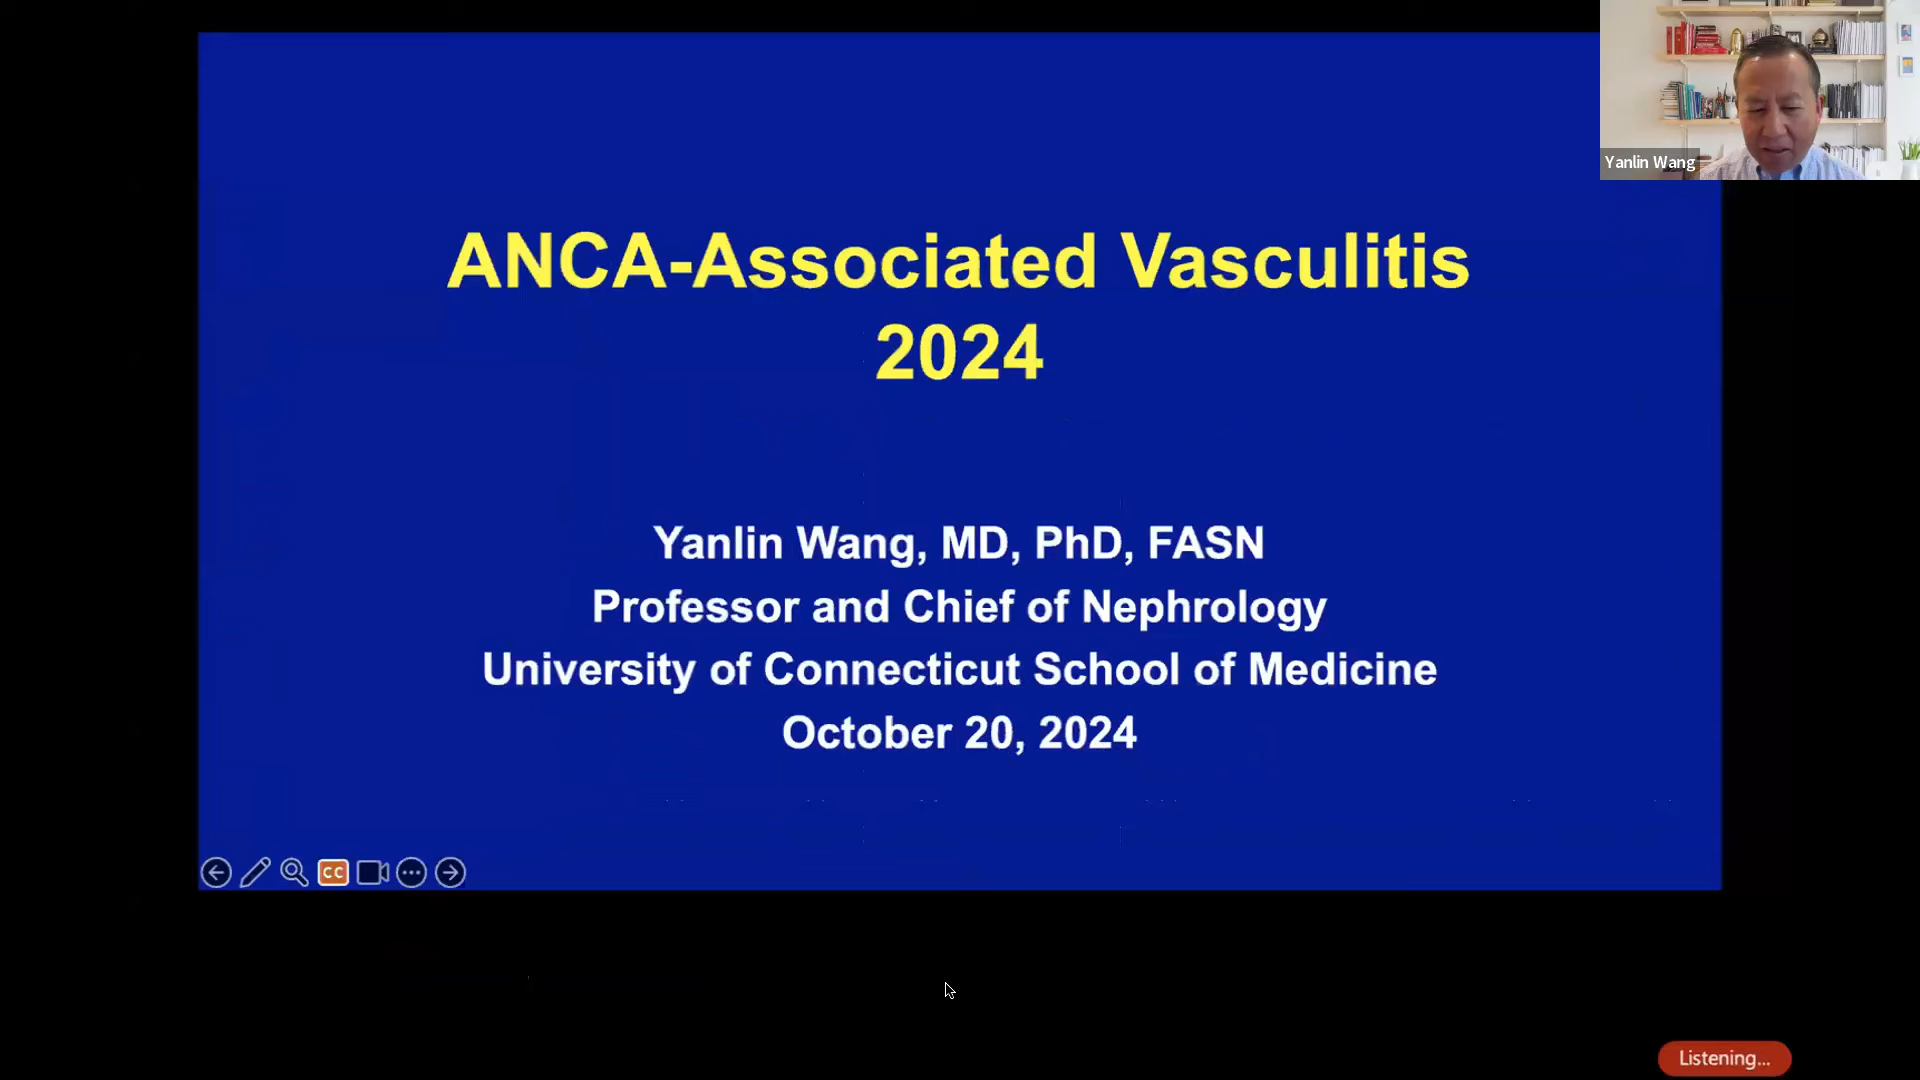 Yanlin Wang
ANCA-Associated Vasculitis
2024
Yanlin Wang, MD, PhD, FASN
Professor and Chief of Nephrology
University of Connecticut School of Medicine
October 20, 2024
CC
Listening...